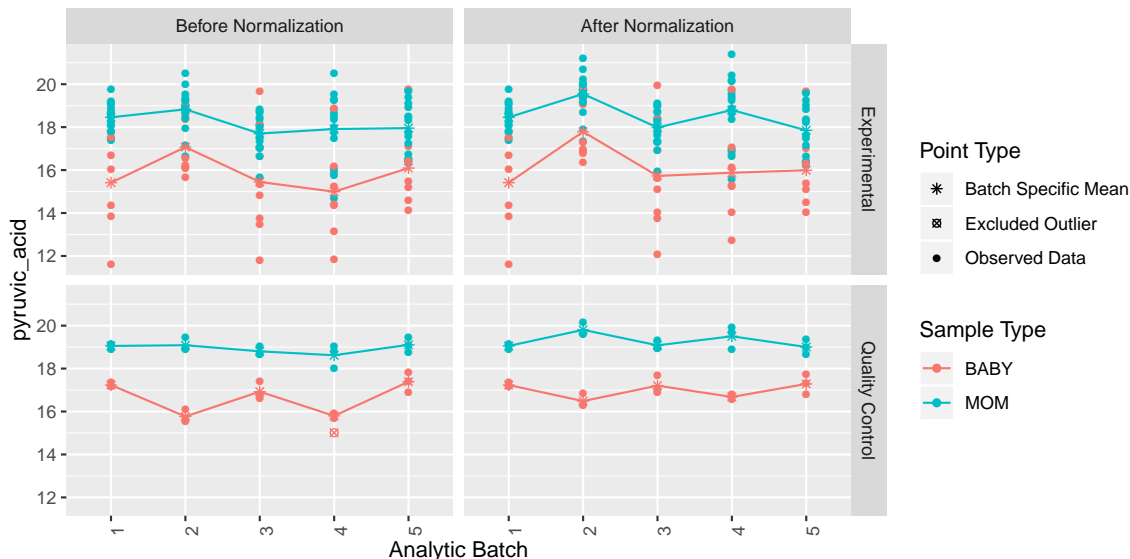 Before Normalization
After Normalization
20
18
16
14
12
Experimental
20
18
16
14
12
Quality Control
pyruvic_acid
1
2
3
4
5
1
2
3
4
5
Analytic Batch
Point Type
Batch Specific Mean
Excluded Outlier
Observed Data
Sample Type
BABY
MOM